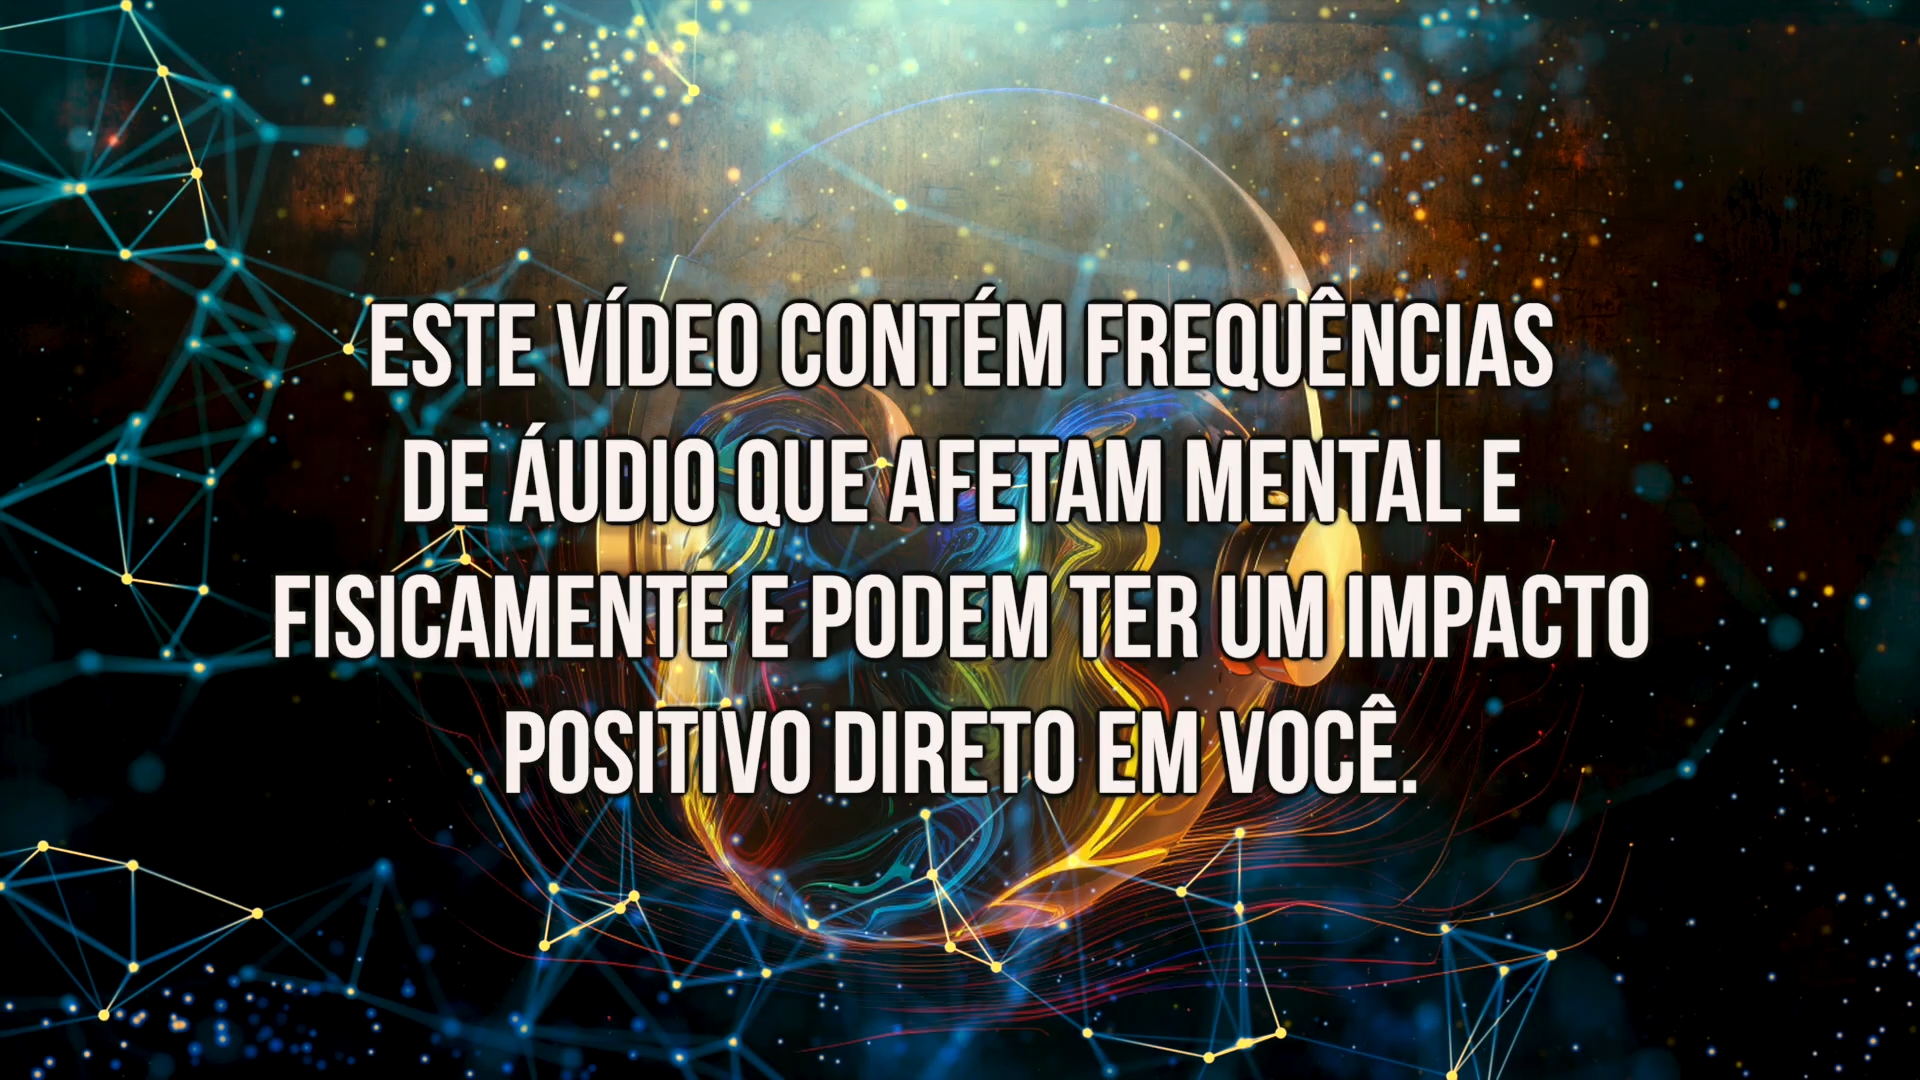 ESTE VÍDEO CONTÉM FREQUÊNCIAS
DE ÁUDIO QUE AFETAM MENTAL E
FISICAMENTE E PODEM TER UM IMPACTO
POSITIVO DIRETO EM VOCÊ.